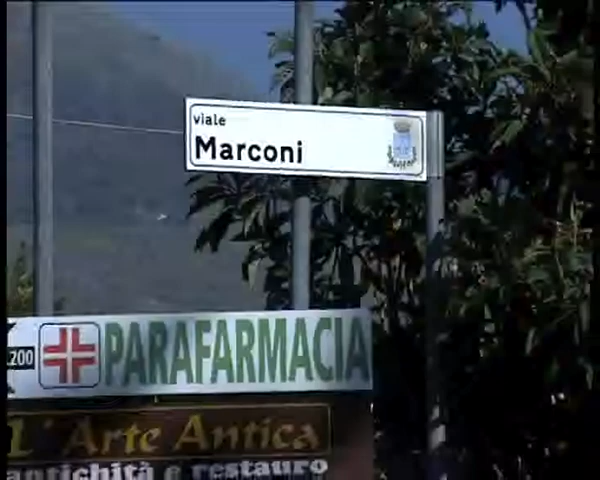 viale
Marconi
.200
PARAFARMACIA
L'Arte Antica
antichità e restauro